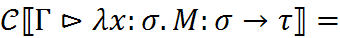 𝒞⟦Γ ⊳ λx: σ. M: σ → τ⟧ =